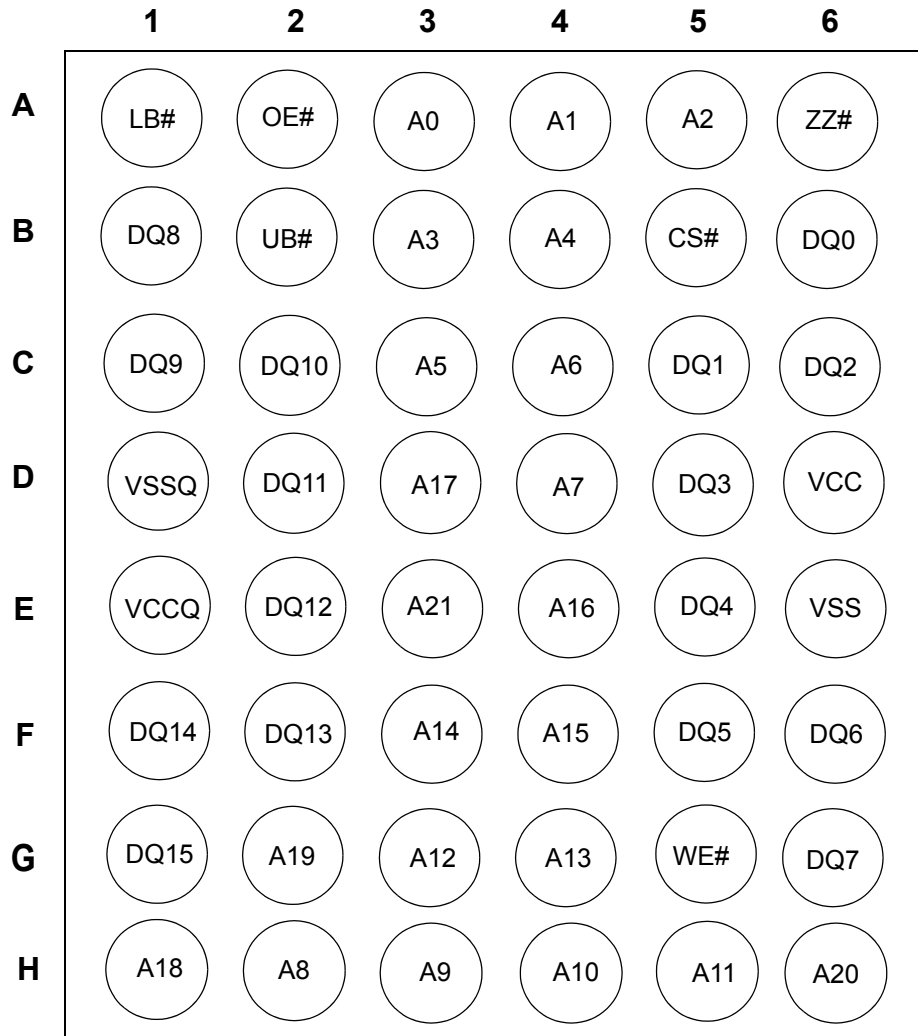 1 2 3 4 5 6
A LB# OE# A0 A1 A2 ZZ#
B DQ8 UB# A3 A4 CS# DQ0
C DQ9 DQ10 A5 A6 DQ1 DQ2
D VSSQ DQ11 A17 A7 DQ3 VCC
E VCCQ DQ12 A21 A16 DQ4 VSS
F DQ14 DQ13 A14 A15 DQ5 DQ6
G DQ15 A19 A12 A13 WE# DQ7
H A18 A8 A9 A10 A11 A20